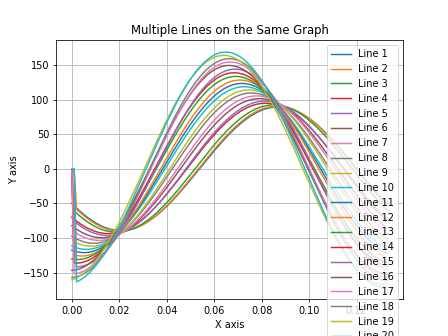 Multiple Lines on the Same Graph
Y axis
150
100
50
0
−50
−100
−150
0.00
0.02
0.04
0.06
0.08
0.10
X axis
Line 1
Line 2
Line 3
Line 4
Line 5
Line 6
Line 7
Line 8
Line 9
Line 10
Line 11
Line 12
Line 13
Line 14
Line 15
Line 16
Line 17
Line 18
Line 19
Line 20